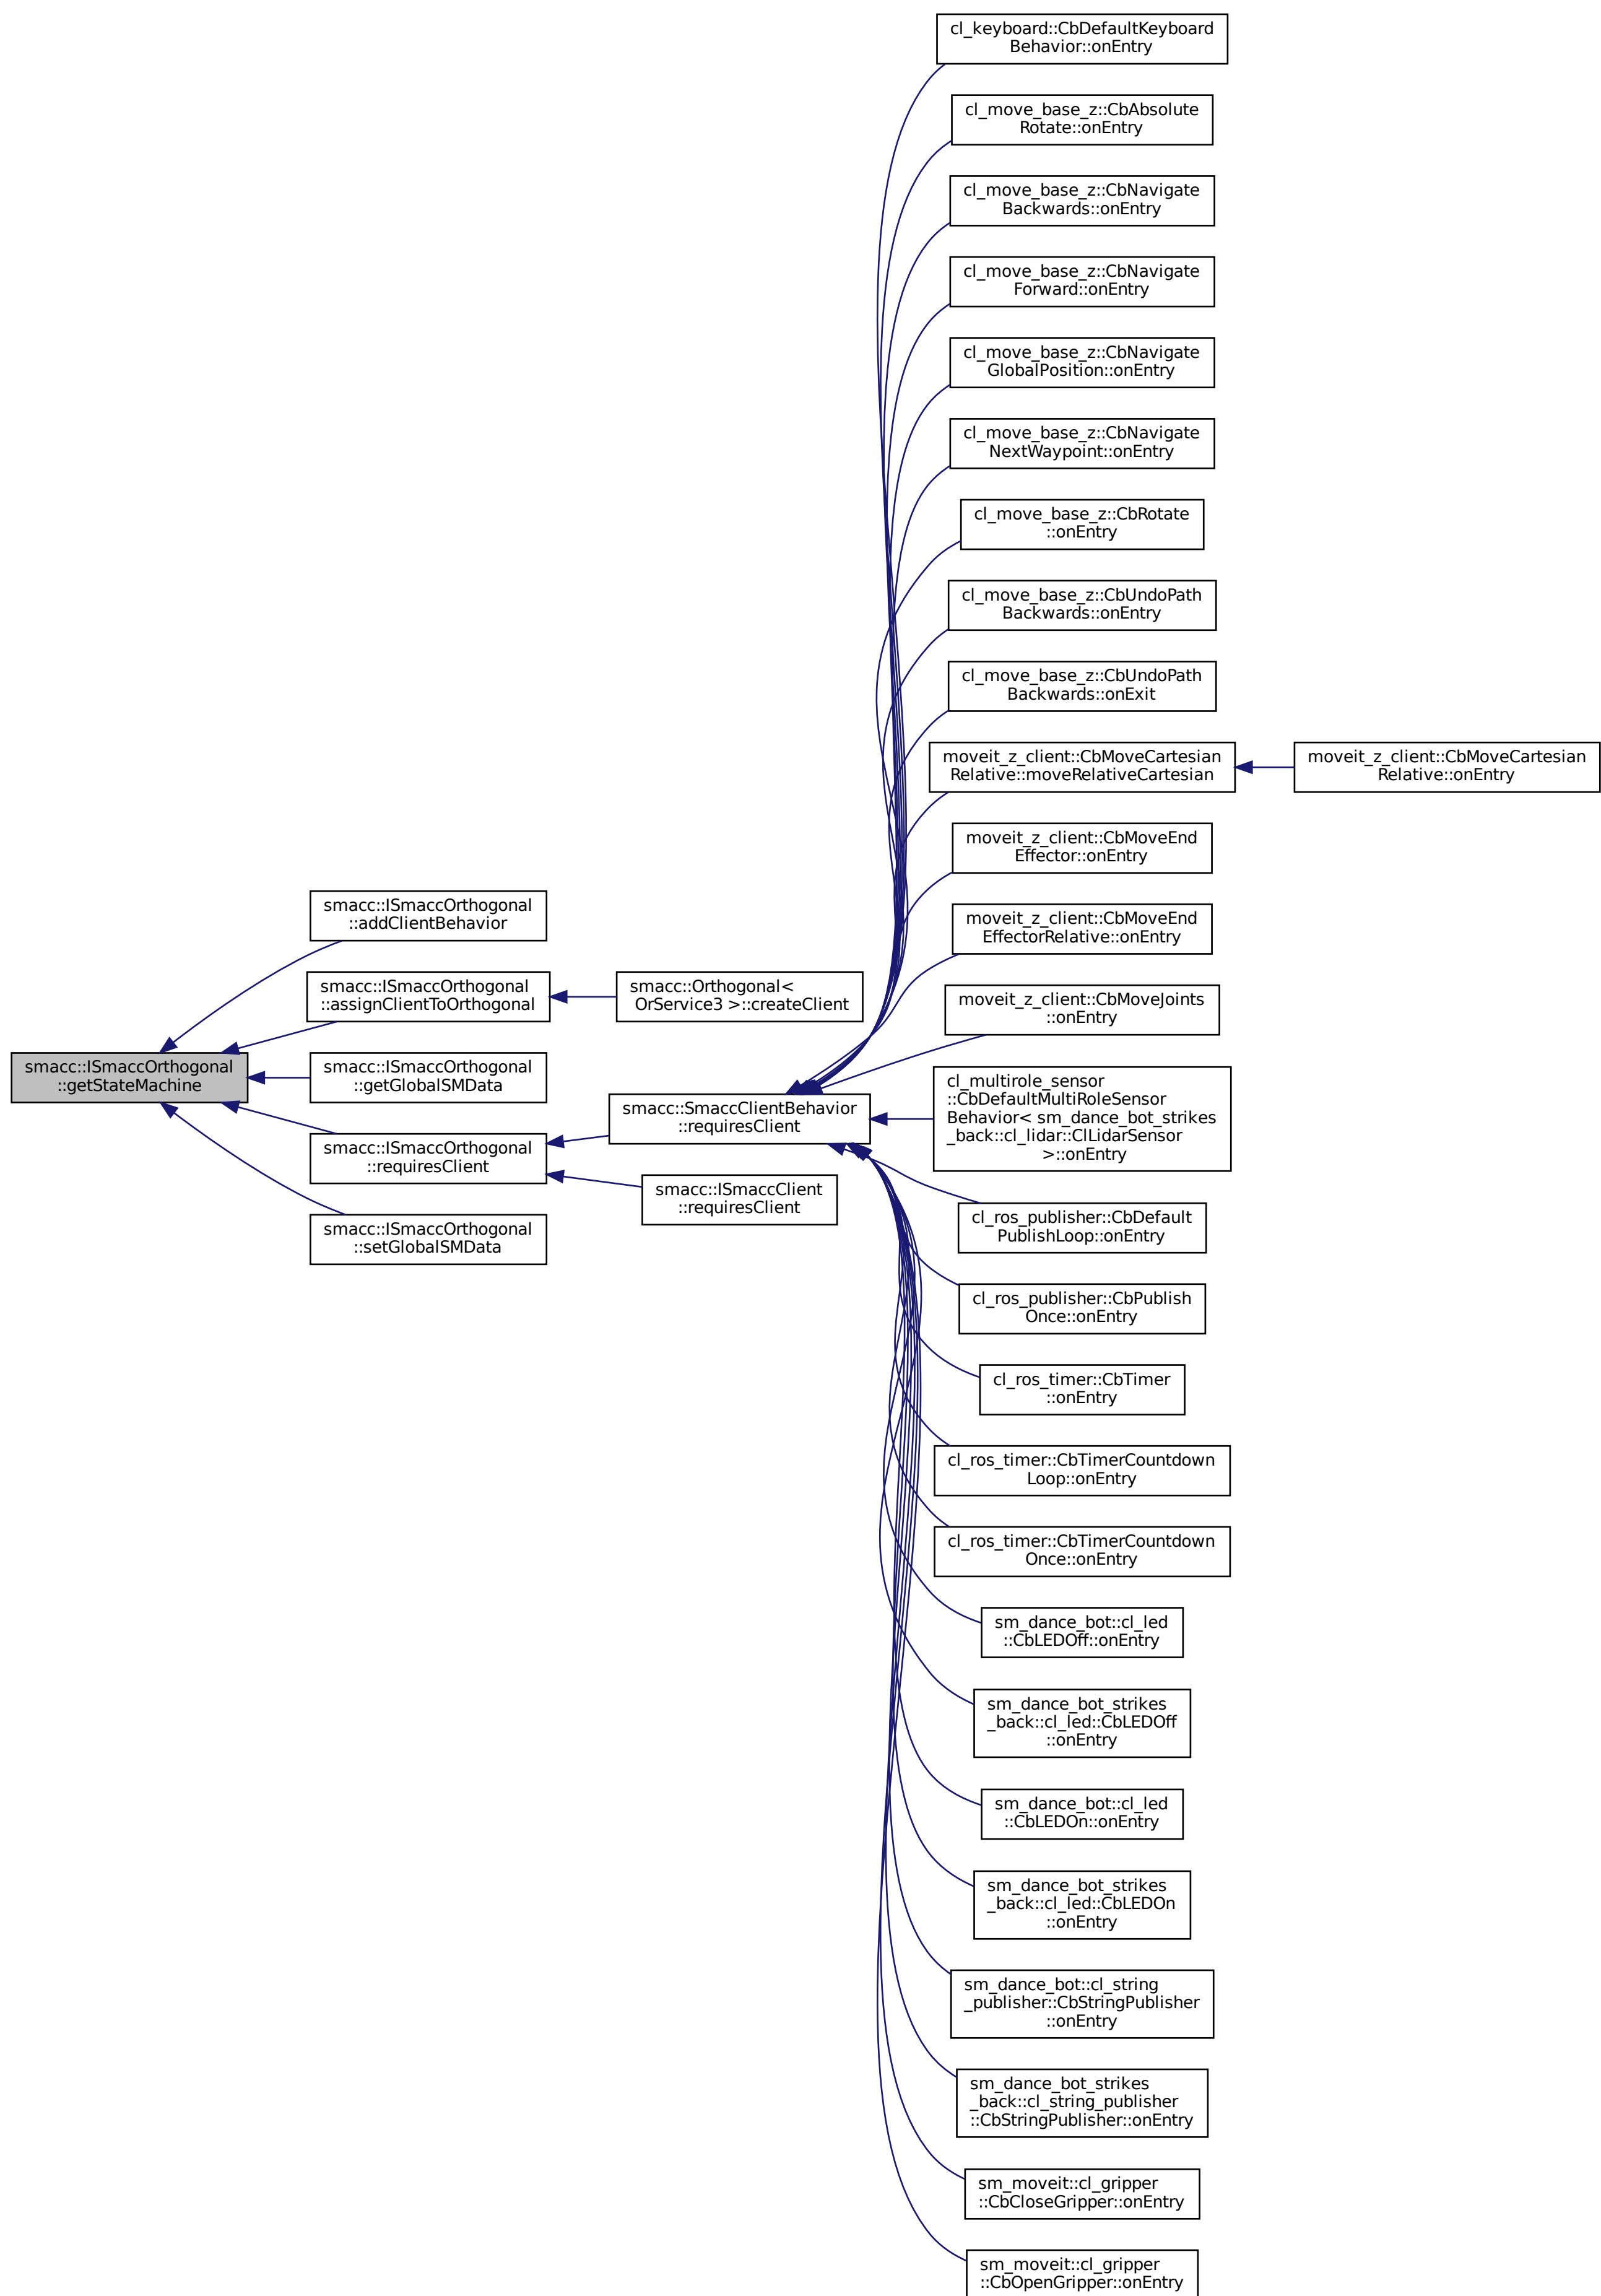 cl_keyboard::CbDefaultKeyboard
Behavior::onEntry
cl_move_base_z::CbAbsolute
Rotate::onEntry
cl_move_base_z::CbNavigate
Backwards::onEntry
cl_move_base_z::CbNavigate
Forward::onEntry
cl_move_base_z::CbNavigate
GlobalPosition::onEntry
cl_move_base_z::CbNavigate
NextWaypoint::onEntry
cl_move_base_z::CbRotate
::onEntry
cl_move_base_z::CbUndoPath
Backwards::onEntry
cl_move_base_z::CbUndoPath
Backwards::onExit
moveit_z_client::CbMoveCartesian
Relative::moveRelativeCartesian
moveit_z_client::CbMoveCartesian
Relative::onEntry
moveit_z_client::CbMoveEnd
Effector::onEntry
moveit_z_client::CbMoveEnd
EffectorRelative::onEntry
smacc::ISmaccOrthogonal
::addClientBehavior
smacc::ISmaccOrthogonal
::assignClientToOrthogonal
smacc::Orthogonal<
OrService3 >::createClient
moveit_z_client::CbMoveJoints
::onEntry
smacc::ISmaccOrthogonal
::getStateMachine
smacc::ISmaccOrthogonal
::getGlobalSMData
smacc::ISmaccOrthogonal
::requiresClient
smacc::ISmaccOrthogonal
::setGlobalSMData
smacc::SmaccClientBehavior
::requiresClient
smacc::ISmaccClient
::requiresClient
cl_multirole_sensor
::CbDefaultMultiRoleSensor
Behavior< sm_dance_bot_strikes
_back::cl_lidar::ClLidarSensor
>::onEntry
cl_ros_publisher::CbDefault
PublishLoop::onEntry
cl_ros_publisher::CbPublish
Once::onEntry
cl_ros_timer::CbTimer
::onEntry
cl_ros_timer::CbTimerCountdown
Loop::onEntry
cl_ros_timer::CbTimerCountdown
Once::onEntry
sm_dance_bot::cl_led
::CbLEDOff::onEntry
sm_dance_bot_strikes
_back::cl_led::CbLEDOff
::onEntry
sm_dance_bot::cl_led
::CbLEDOn::onEntry
sm_dance_bot_strikes
_back::cl_led::CbLEDOn
::onEntry
sm_dance_bot::cl_string
_publisher::CbStringPublisher
::onEntry
sm_dance_bot_strikes
_back::cl_string_publisher
::CbStringPublisher::onEntry
sm_moveit::cl_gripper
::CbCloseGripper::onEntry
sm_moveit::cl_gripper
::CbOpenGripper::onEntry